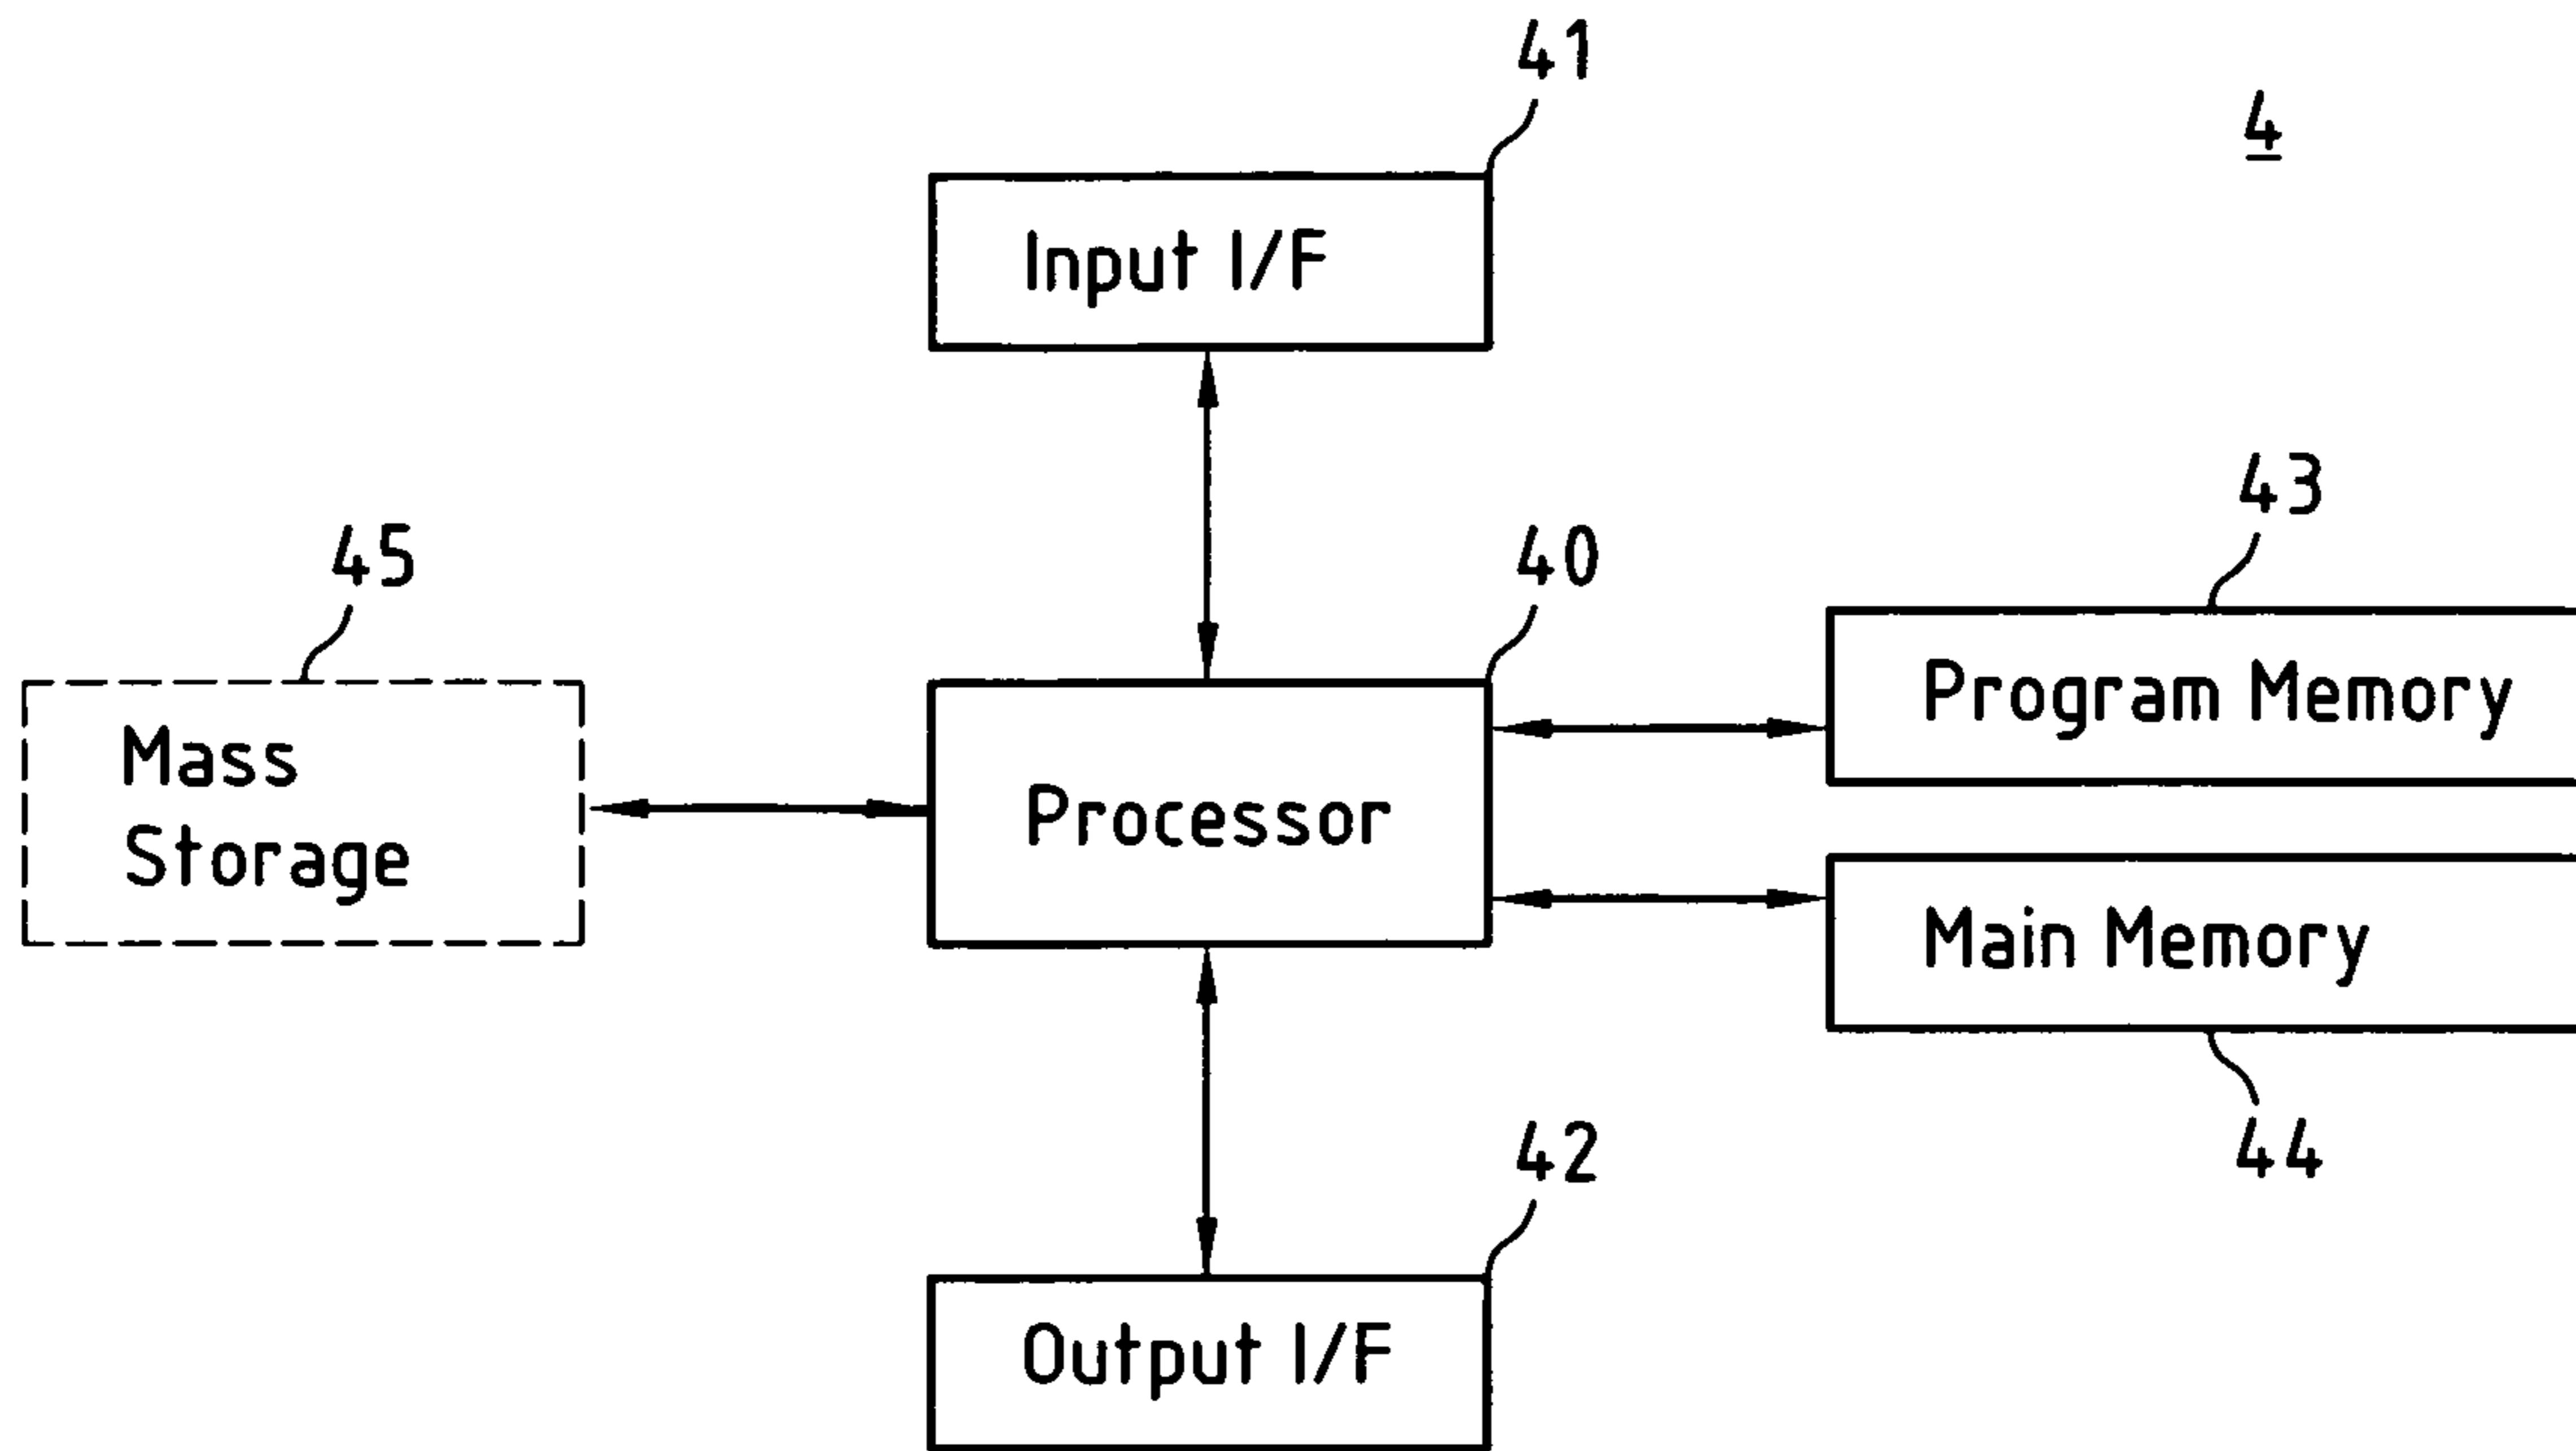 41
4
Input I/F
43
45
40
Program Memory
Mass
Storage
Processor
Main Memory
42
44
Output I/F